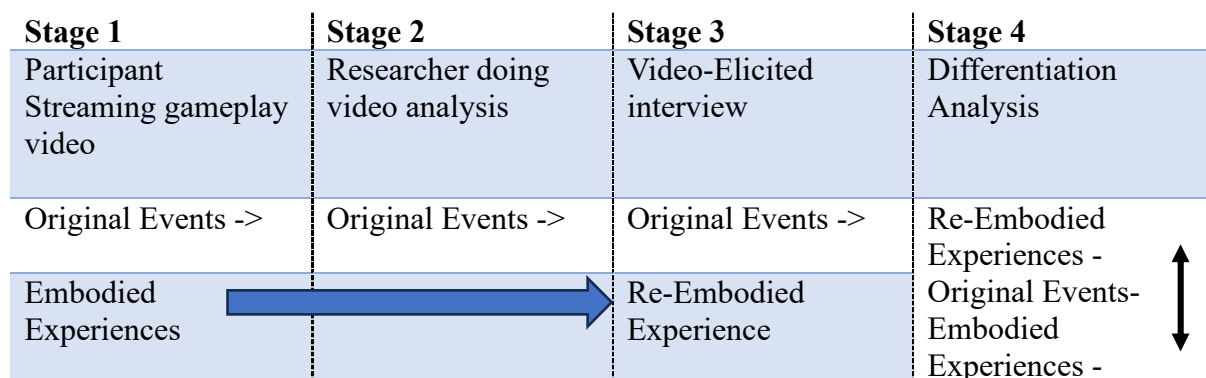 Stage 1
Stage 2
Stage 3
Stage 4
Participant
Streaming gameplay
video
Researcher doing
video analysis
Video-Elicited
interview
Differentiation
Analysis
Original Events ->
Original Events ->
Original Events ->
Re-Embodied
Experiences -
Original Events-
Embodied
Experiences -
Embodied
Experiences
Re-Embodied
Experience